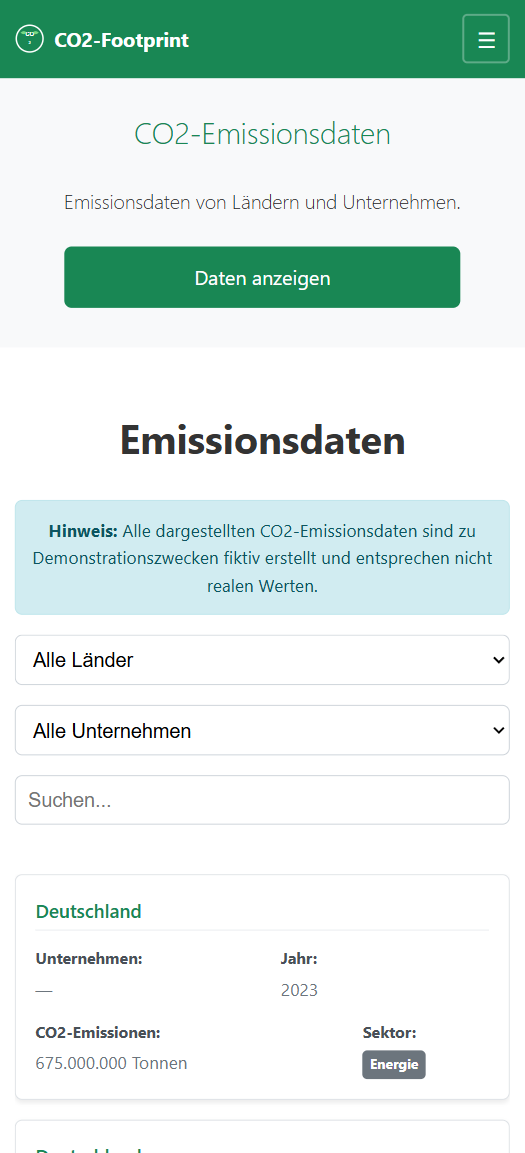 CO2-Footprint
☰
CO2-Emissionsdaten
Emissionsdaten von Ländern und Unternehmen.
Daten anzeigen
Emissionsdaten
Hinweis: Alle dargestellten CO2-Emissionsdaten sind zu
Demonstrationszwecken fiktiv erstellt und entsprechen nicht
realen Werten.
Alle Länder
Alle Unternehmen
Suchen...
Deutschland
Unternehmen: Jahr:
— 2023
CO2-Emissionen: Sektor:
675.000.000 Tonnen Energie